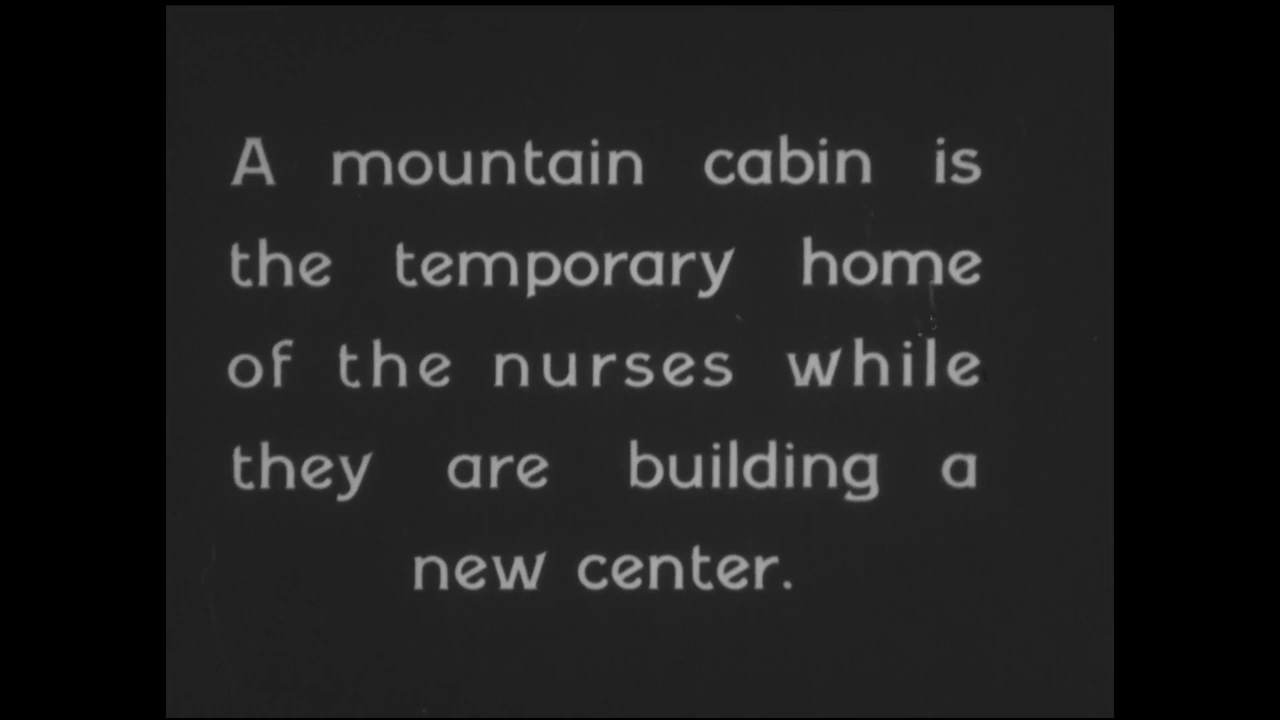 A mountain cabin is
the temporary home
of the nurses while
they are building a
new center.